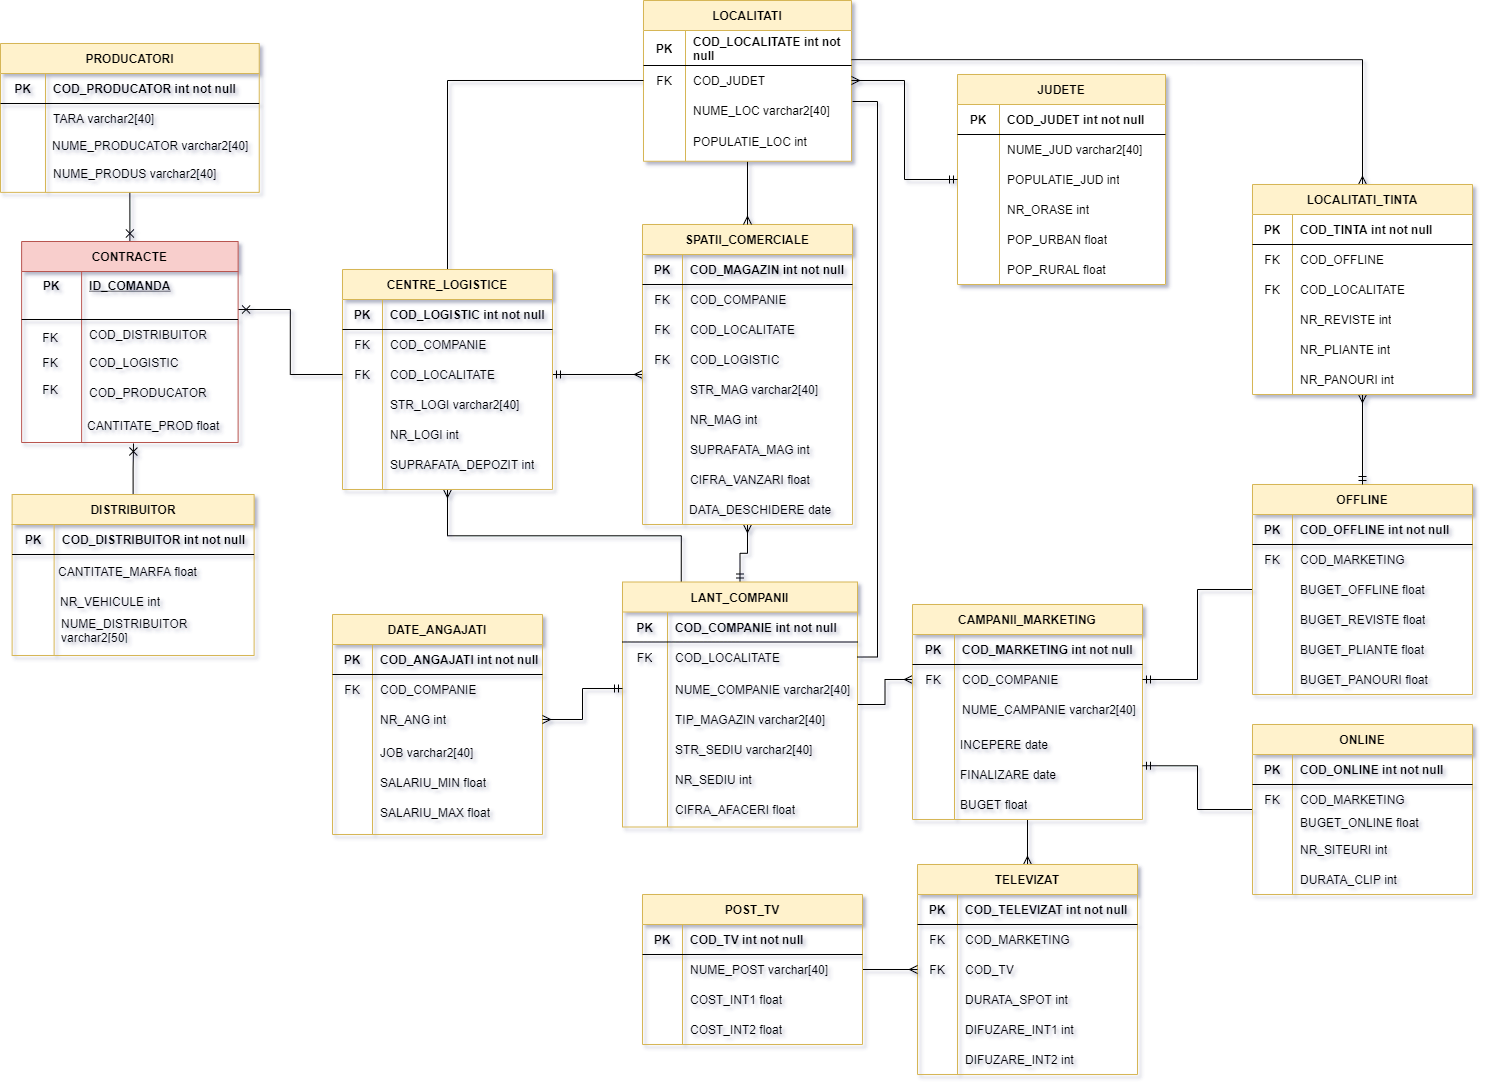 LOCALITATI
PK COD_LOCALITATE int not
null
FK COD_JUDET
NUME_LOC varchar2[40]
POPULATIE_LOC int
PRODUCATORI
PK COD_PRODUCATOR int not null
TARA varchar2[40]
NUME_PRODUCATOR varchar2[40]
NUME_PRODUS varchar2[40]
JUDETE
PK COD_JUDET int not null
NUME_JUD varchar2[40]
POPULATIE_JUD int
NR_ORASE int
POP_URBAN float
POP_RURAL float
LOCALITATI_TINTA
PK COD_TINTA int not null
FK COD_OFFLINE
FK COD_LOCALITATE
NR_REVISTE int
NR_PLIANTE int
NR_PANOURI int
CONTRACTE
PK ID_COMANDA
FK COD_DISTRIBUITOR
FK COD_LOGISTIC
FK COD_PRODUCATOR
CANTITATE_PROD float
CENTRE_LOGISTICE
PK COD_LOGISTIC int not null
FK COD_COMPANIE
FK COD_LOCALITATE
STR_LOGI varchar2[40]
NR_LOGI int
SUPRAFATA_DEPOZIT int
SPATII_COMERCIALE
PK COD_MAGAZIN int not null
FK COD_COMPANIE
FK COD_LOCALITATE
FK COD_LOGISTIC
STR_MAG varchar2[40]
NR_MAG int
SUPRAFATA_MAG int
CIFRA_VANZARI float
DATA_DESCHIDERE date
DISTRIBUITOR
PK COD_DISTRIBUITOR int not null
CANTITATE_MARFA float
NR_VEHICULE int
NUME_DISTRIBUITOR
varchar2[50]
OFFLINE
PK COD_OFFLINE int not null
FK COD_MARKETING
BUGET_OFFLINE float
BUGET_REVISTE float
BUGET_PLIANTE float
BUGET_PANOURI float
DATE_ANGAJATI
PK COD_ANGAJATI int not null
FK COD_COMPANIE
NR_ANG int
JOB varchar2[40]
SALARIU_MIN float
SALARIU_MAX float
LANT_COMPANII
PK COD_COMPANIE int not null
FK COD_LOCALITATE
NUME_COMPANIE varchar2[40]
TIP_MAGAZIN varchar2[40]
STR_SEDIU varchar2[40]
NR_SEDIU int
CIFRA_AFACERI float
CAMPANII_MARKETING
PK COD_MARKETING int not null
FK COD_COMPANIE
NUME_CAMPANIE varchar2[40]
INCEPERE date
FINALIZARE date
BUGET float
ONLINE
PK COD_ONLINE int not null
FK COD_MARKETING
BUGET_ONLINE float
NR_SITEURI int
DURATA_CLIP int
POST_TV
PK COD_TV int not null
NUME_POST varchar[40]
COST_INT1 float
COST_INT2 float
TELEVIZAT
PK COD_TELEVIZAT int not null
FK COD_MARKETING
FK COD_TV
DURATA_SPOT int
DIFUZARE_INT1 int
DIFUZARE_INT2 int